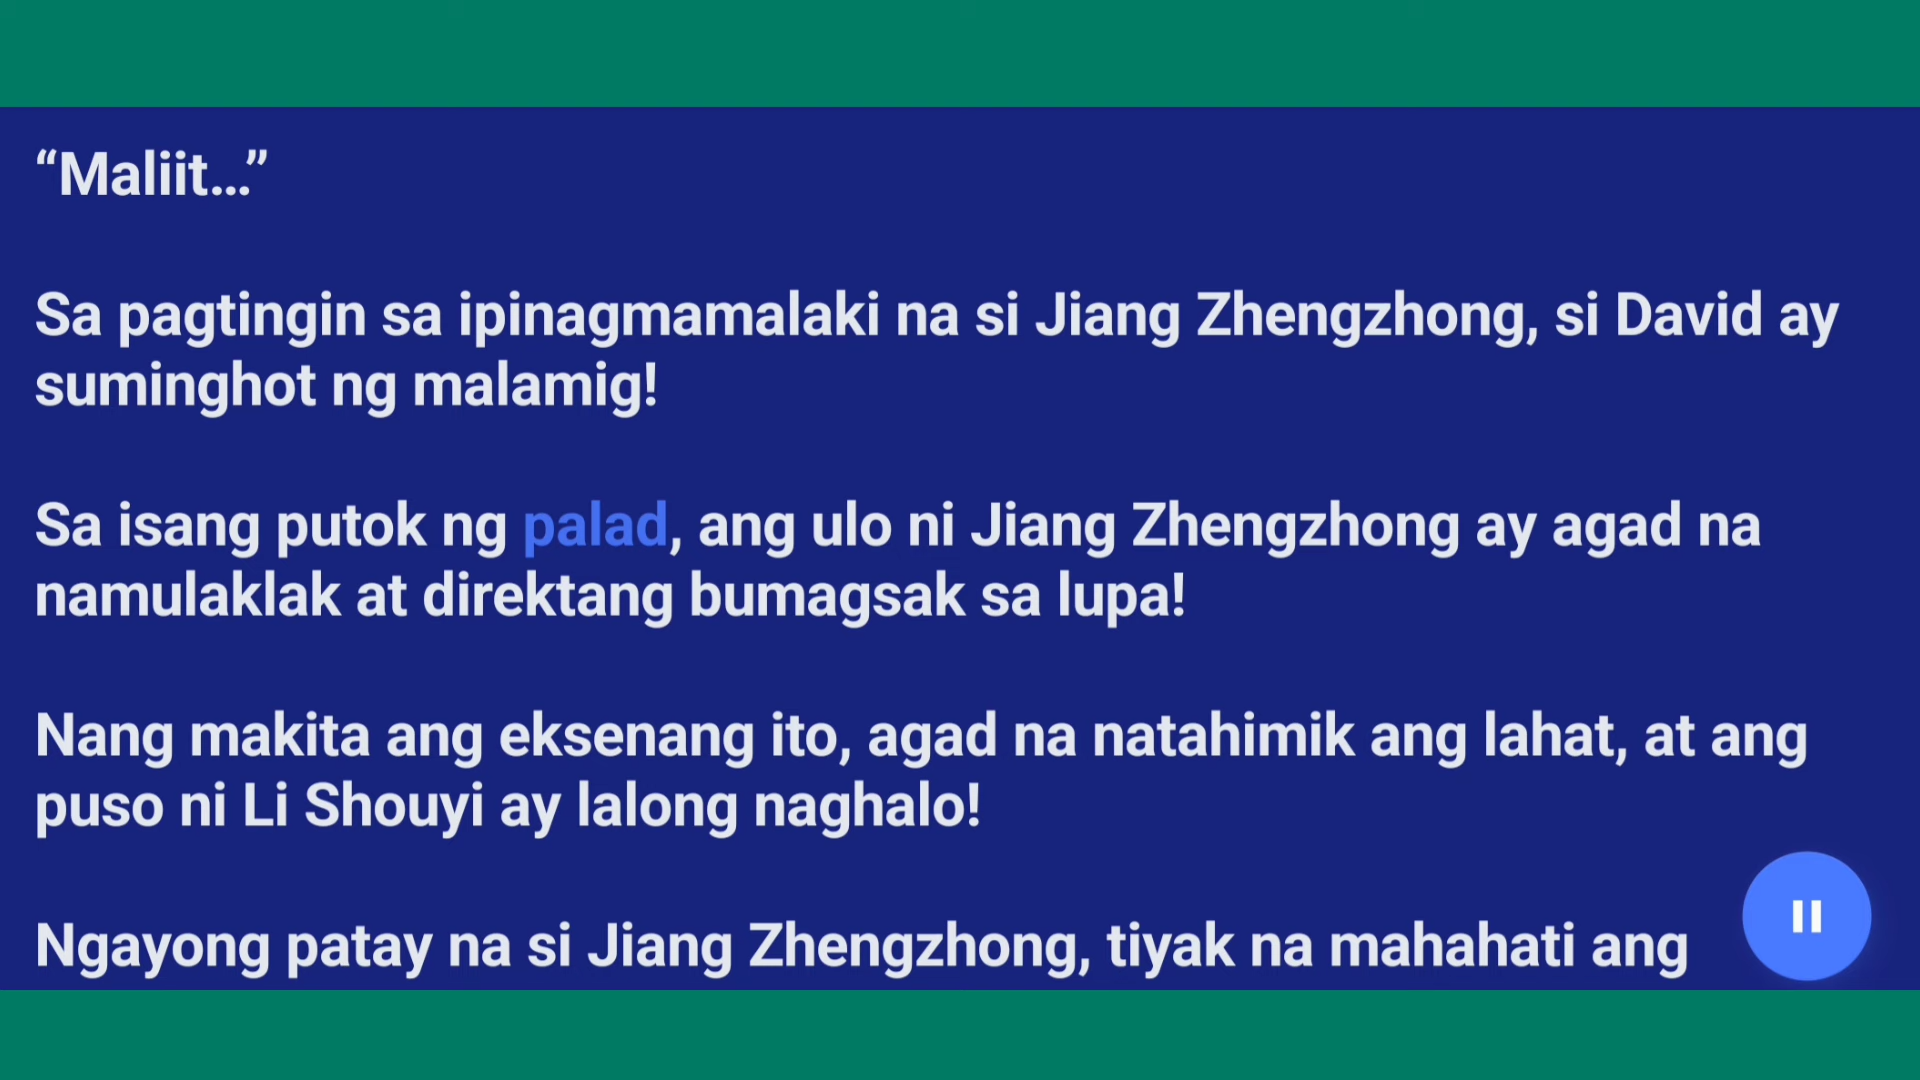 “Maliit...”
Sa pagtingin sa ipinagmamalaki na si Jiang Zhengzhong, si David ay
suminghot ng malamig!
Sa isang putok ng palad, ang ulo ni Jiang Zhengzhong ay agad na
namulaklak at direktang bumagsak sa lupa!
Nang makita ang eksenang ito, agad na natahimik ang lahat, at ang
puso ni Li Shouyi ay lalong naghalo!
Ngayong patay na si Jiang Zhengzhong, tiyak na mahahati ang